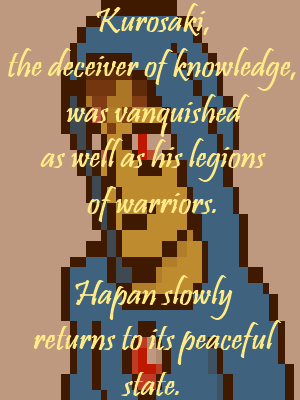 Kurosaki,
the deceiver of knowledge,
was vanquished
as well as his legions
of warriors.
Hapan slowly
returns to its peaceful
state.